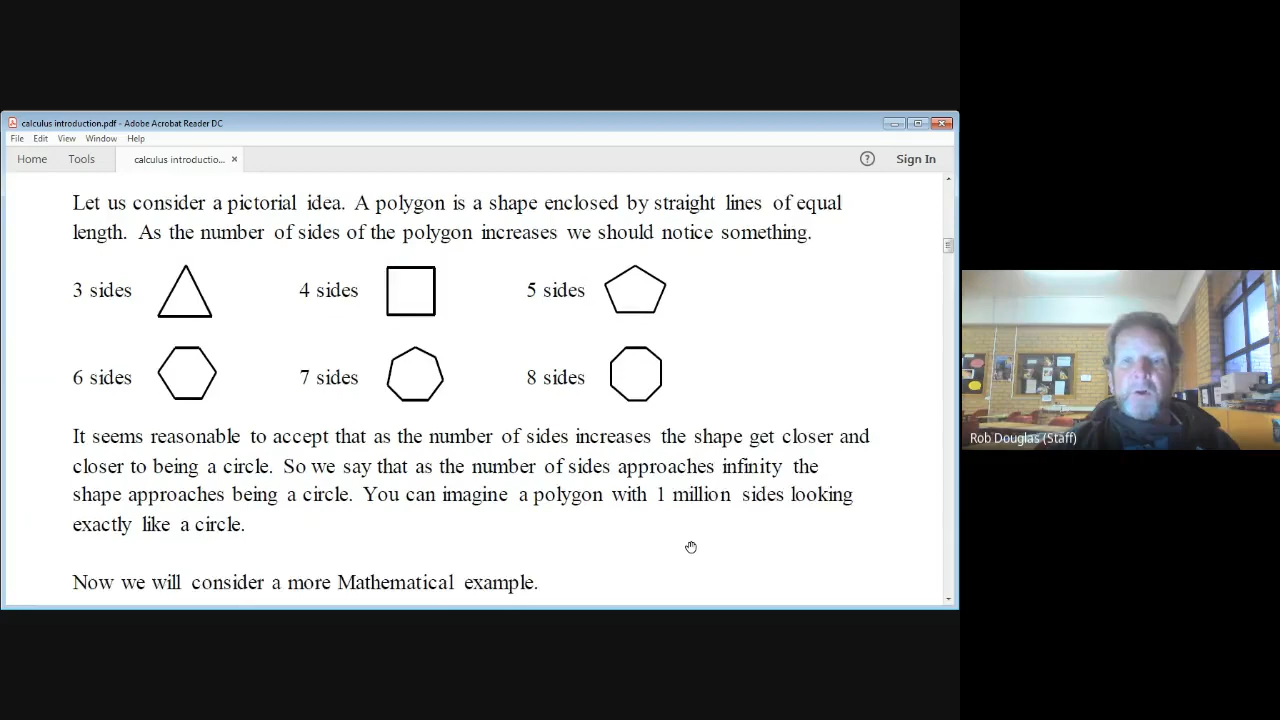 calculus introduction.pdf - Adobe Acrobat Reader DC
File Edit View Window Help
Home Tools calculus introductio... × ? Sign In
Let us consider a pictorial idea. A polygon is a shape enclosed by straight lines of equal
length. As the number of sides of the polygon increases we should notice something.
3 sides 4 sides 5 sides
6 sides 7 sides 8 sides
It seems reasonable to accept that as the number of sides increases the shape get closer and
closer to being a circle. So we say that as the number of sides approaches infinity the
shape approaches being a circle. You can imagine a polygon with 1 million sides looking
exactly like a circle.
Now we will consider a more Mathematical example.
Rob Douglas (Staff)